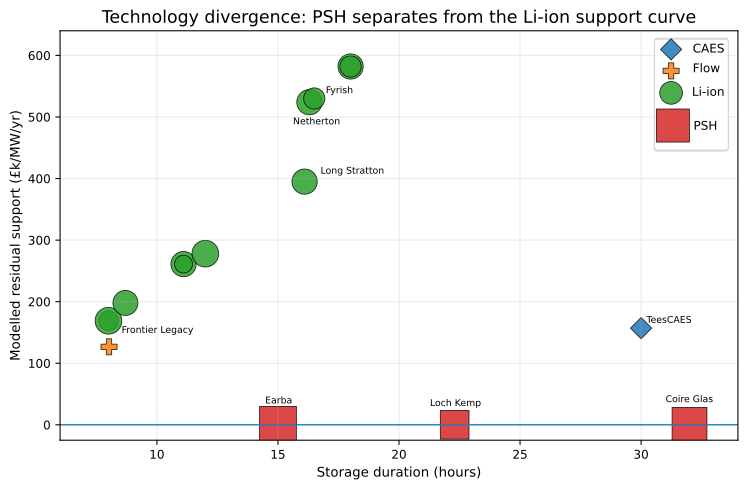 Technology divergence: PSH separates from the Li-ion support curve
CAES
Flow
Li-ion
PSH
600
500
400
300
200
100
0
Modelled residual support (£k/MW/yr)
Fyrish
Netherton
Long Stratton
Frontier Legacy
TeesCAES
Earba
Loch Kemp
Coire Glas
10
15
20
25
30
Storage duration (hours)